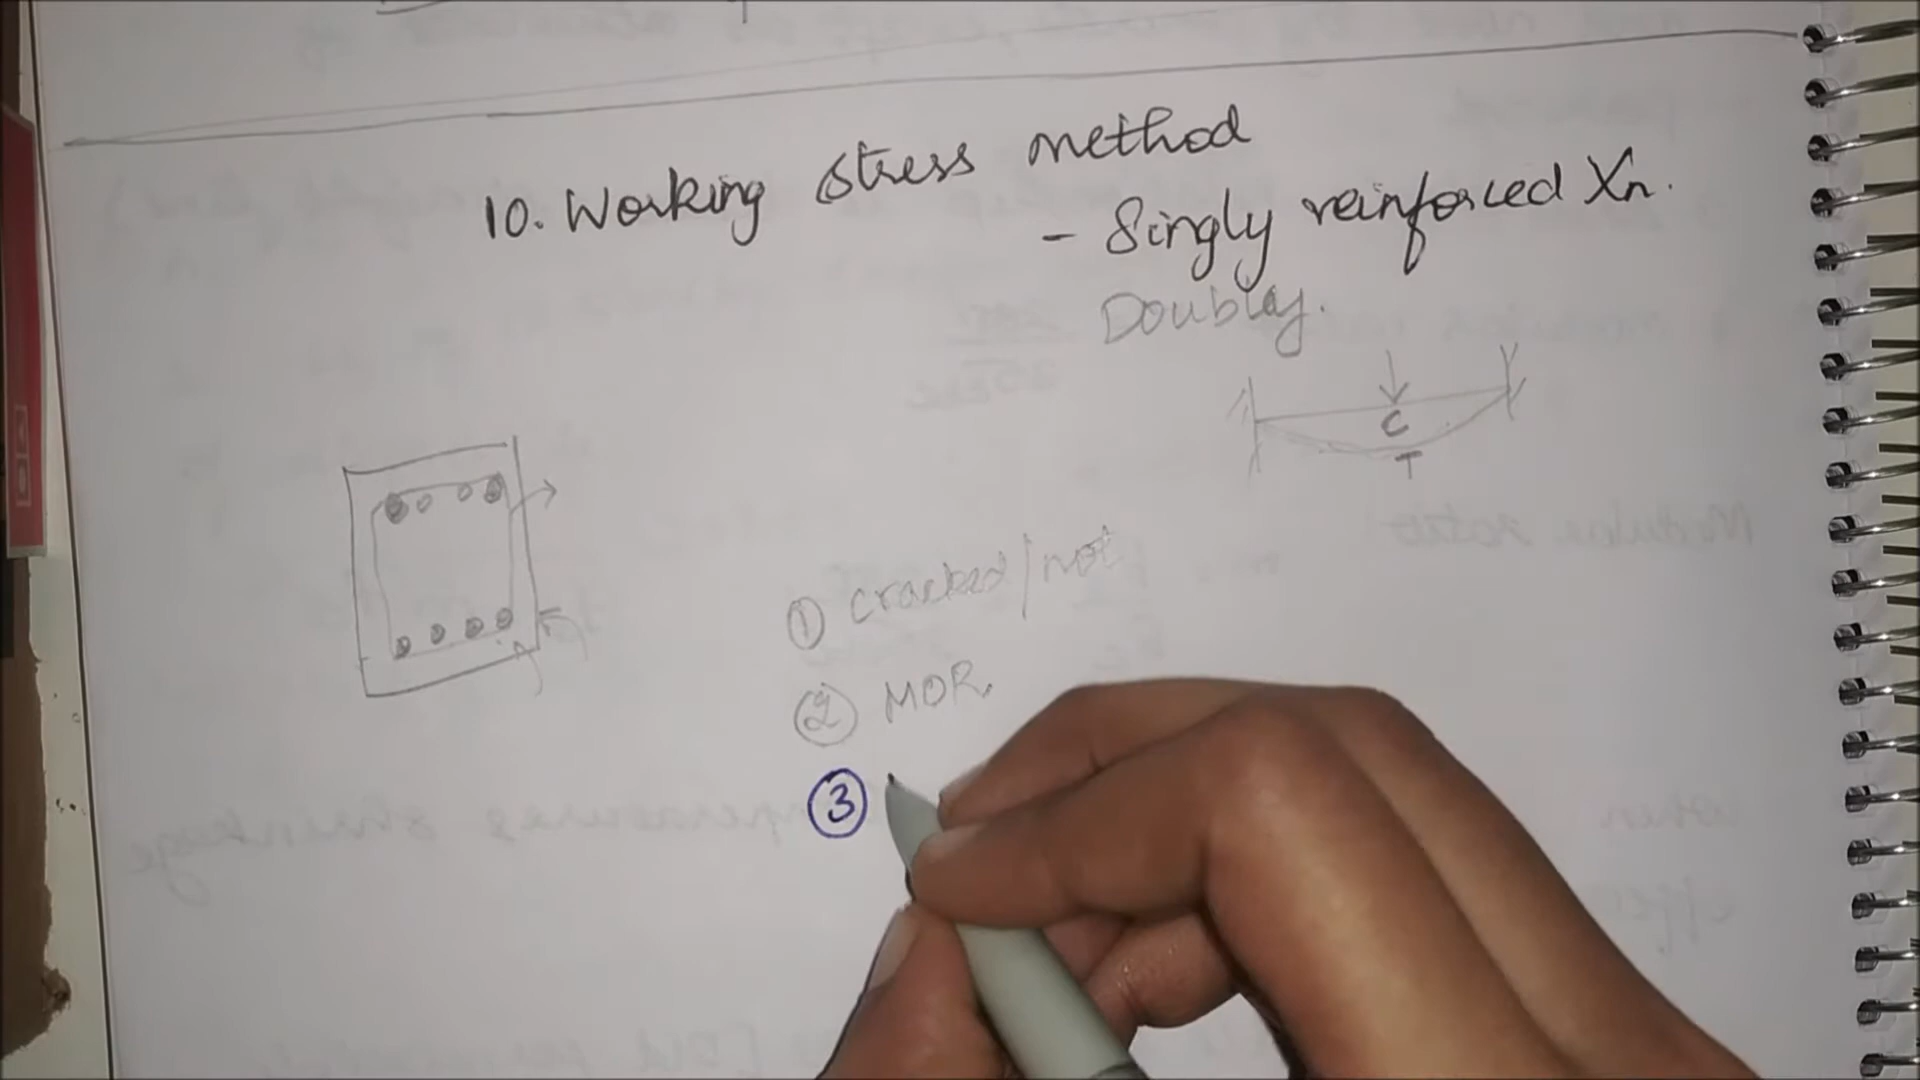 10. Working stress method
- Singly reinforced Xn.
Doubly.
C
T
① cracked/not
② MOR.
③